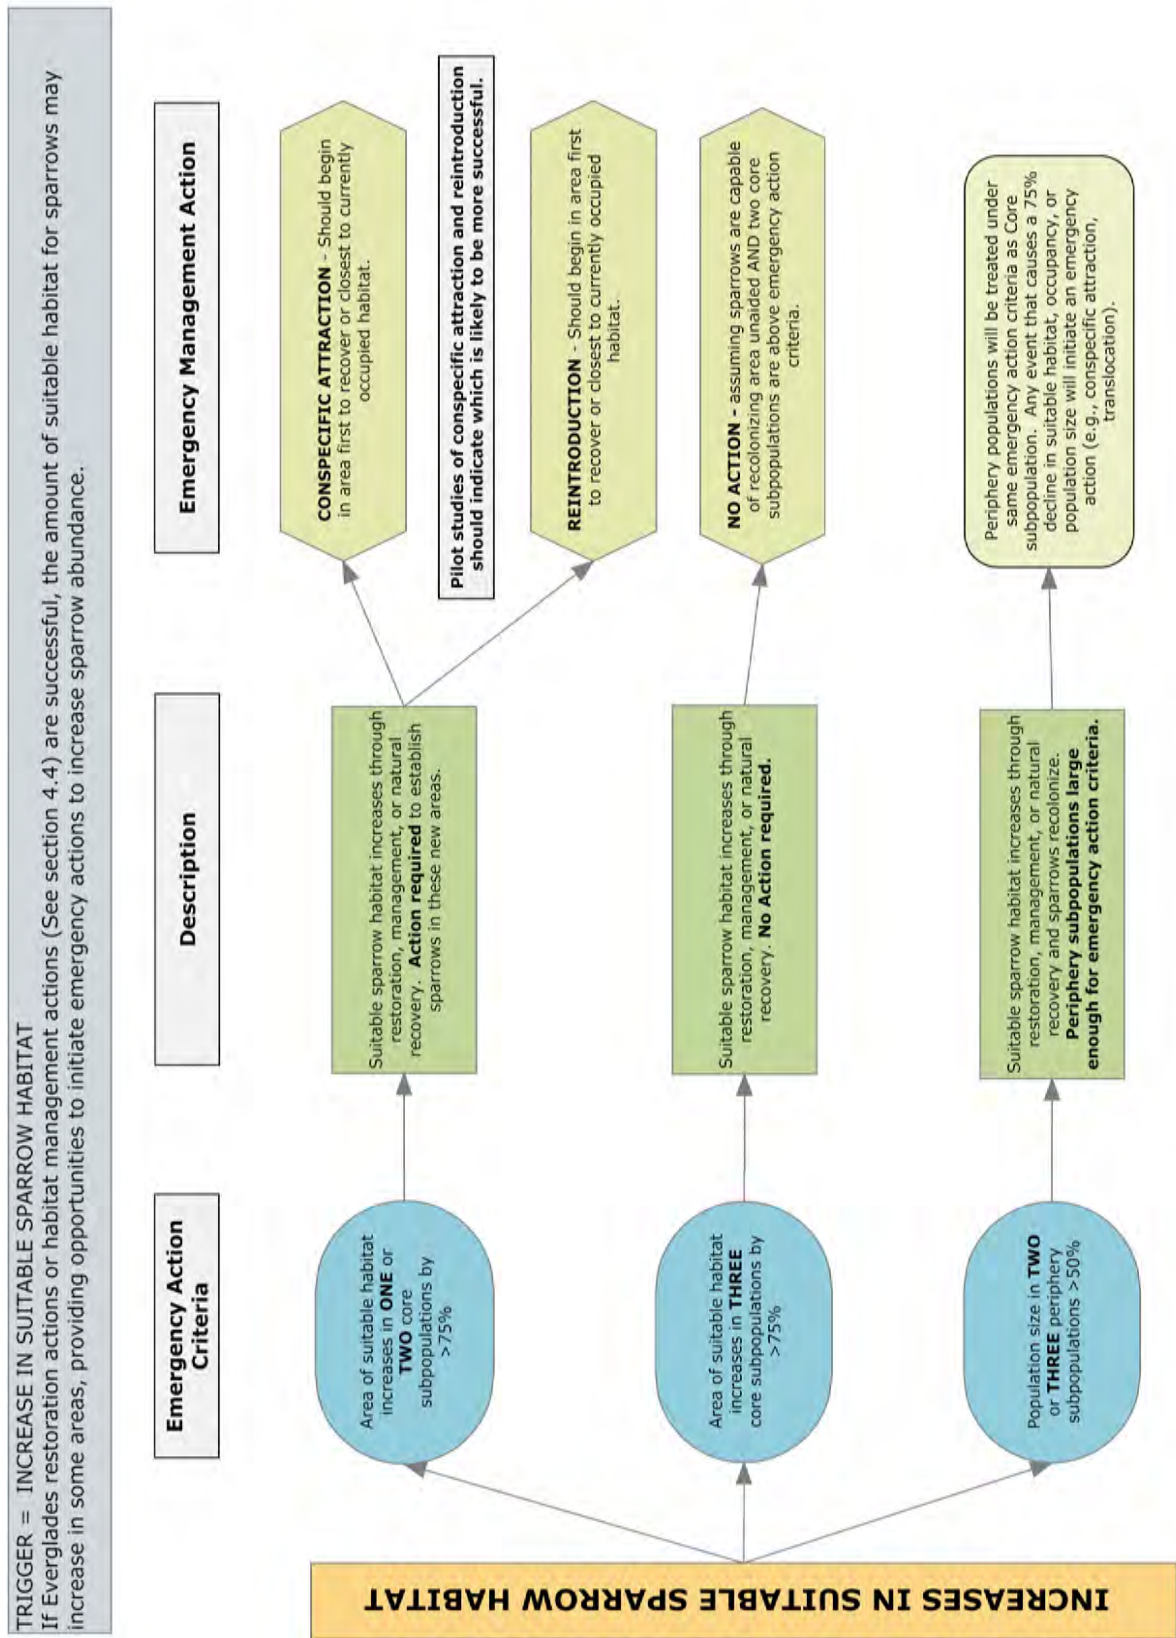 TRIGGER = INCREASE IN SUITABLE SPARROW HABITAT
If Everglades restoration actions or habitat management actions (See section 4.4) are successful, the amount of suitable habitat for sparrows may
increase in some areas, providing opportunities to initiate emergency actions to increase sparrow abundance.
Emergency Action
Criteria
Description
Emergency Management Action
INCREASES IN SUITABLE SPARROW HABITAT
Area of suitable habitat
increases in ONE or
TWO core
subpopulations by
>75%
Suitable sparrow habitat increases through
restoration, management, or natural
recovery. Action required to establish
sparrows in these new areas.
CONSPECIFIC ATTRACTION - Should begin
in area first to recover or closest to currently
occupied habitat.
Pilot studies of conspecific attraction and reintroduction
should indicate which is likely to be more successful.
REINTRODUCTION - Should begin in area first
to recover or closest to currently occupied
habitat.
Area of suitable habitat
increases in THREE
core subpopulations by
>75%
Suitable sparrow habitat increases through
restoration, management, or natural
recovery. No Action required.
NO ACTION - assuming sparrows are capable
of recolonizing area unaided AND two core
subpopulations are above emergency action
criteria.
Population size in TWO
or THREE periphery
subpopulations >50%
Suitable sparrow habitat increases through
restoration, management, or natural
recovery and sparrows recolonize.
Periphery subpopulations large
enough for emergency action criteria.
Periphery populations will be treated under
same emergency action criteria as Core
subpopulation. Any event that causes a 75%
decline in suitable habitat, occupancy, or
population size will initiate an emergency
action (e.g., conspecific attraction,
translocation).